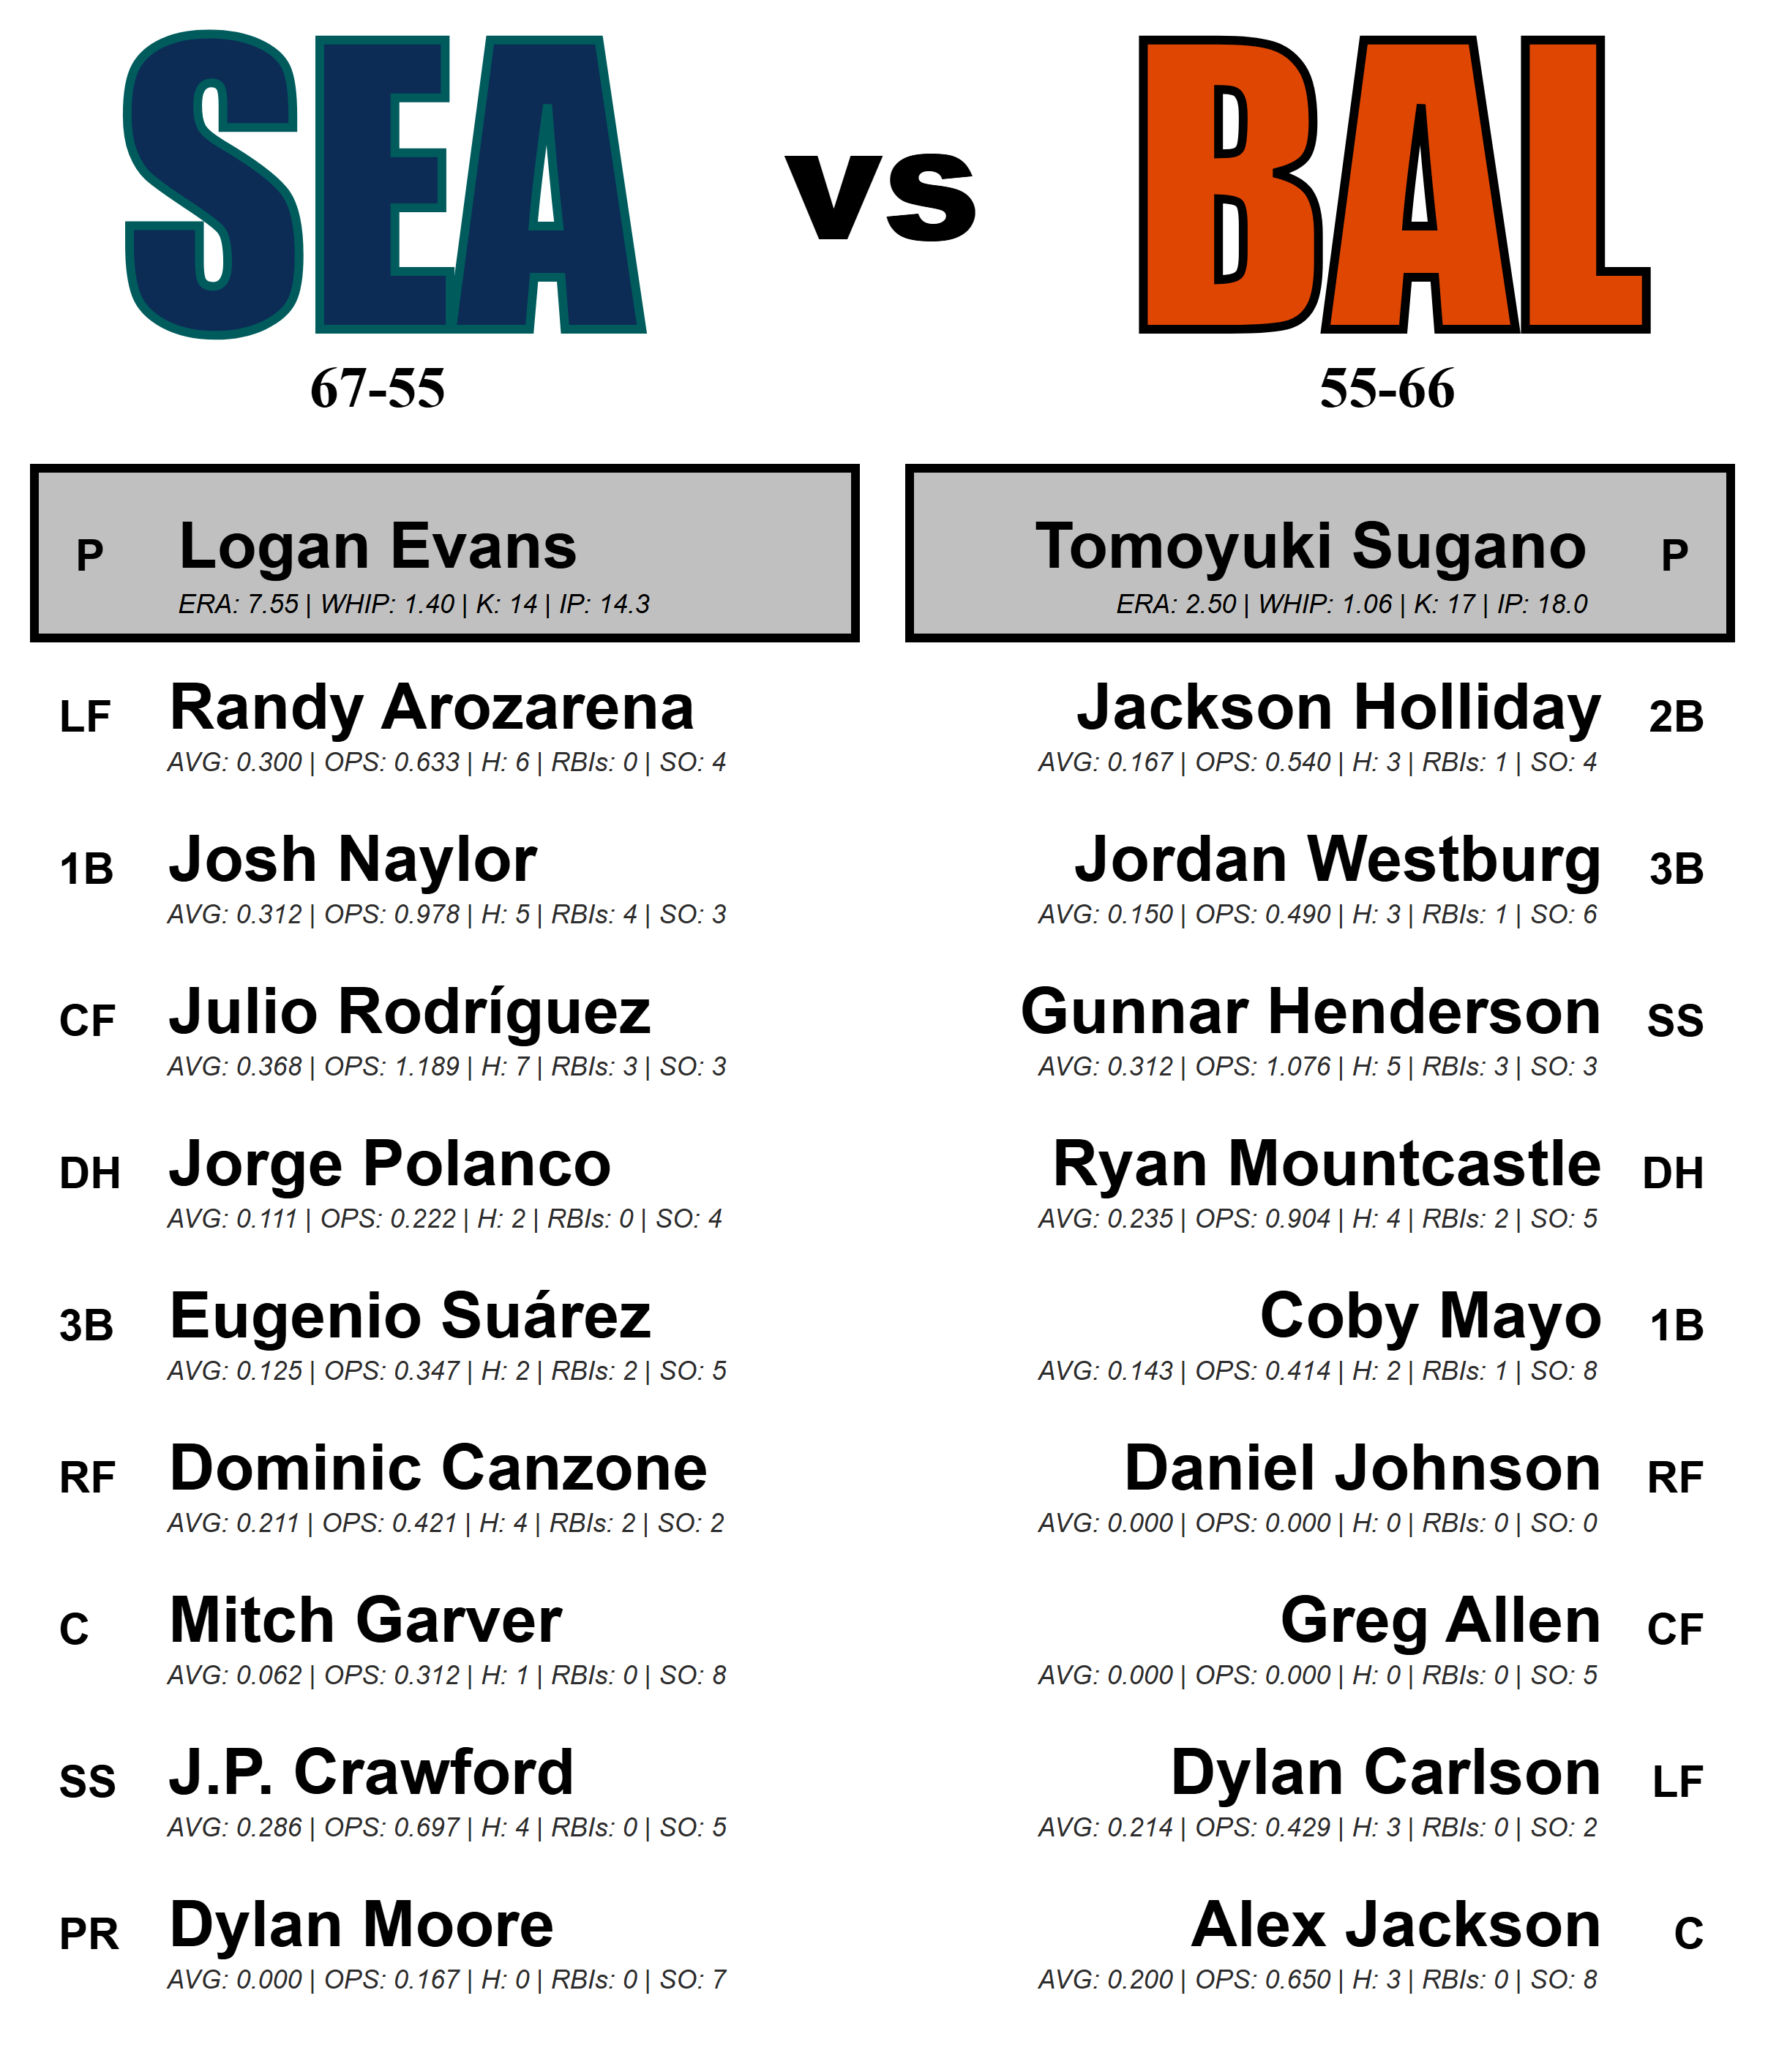 SEA vs BAL
67-55 55-66
P Logan Evans Tomoyuki Sugano P
ERA: 7.55 | WHIP: 1.40 | K: 14 | IP: 14.3 ERA: 2.50 | WHIP: 1.06 | K: 17 | IP: 18.0
LF Randy Arozarena Jackson Holliday 2B
AVG: 0.300 | OPS: 0.633 | H: 6 | RBIs: 0 | SO: 4 AVG: 0.167 | OPS: 0.540 | H: 3 | RBIs: 1 | SO: 4
1B Josh Naylor Jordan Westburg 3B
AVG: 0.312 | OPS: 0.978 | H: 5 | RBIs: 4 | SO: 3 AVG: 0.150 | OPS: 0.490 | H: 3 | RBIs: 1 | SO: 6
CF Julio Rodríguez Gunnar Henderson SS
AVG: 0.368 | OPS: 1.189 | H: 7 | RBIs: 3 | SO: 3 AVG: 0.312 | OPS: 1.076 | H: 5 | RBIs: 3 | SO: 3
DH Jorge Polanco Ryan Mountcastle DH
AVG: 0.111 | OPS: 0.222 | H: 2 | RBIs: 0 | SO: 4 AVG: 0.235 | OPS: 0.904 | H: 4 | RBIs: 2 | SO: 5
3B Eugenio Suárez Coby Mayo 1B
AVG: 0.125 | OPS: 0.347 | H: 2 | RBIs: 2 | SO: 5 AVG: 0.143 | OPS: 0.414 | H: 2 | RBIs: 1 | SO: 8
RF Dominic Canzone Daniel Johnson RF
AVG: 0.211 | OPS: 0.421 | H: 4 | RBIs: 2 | SO: 2 AVG: 0.000 | OPS: 0.000 | H: 0 | RBIs: 0 | SO: 0
C Mitch Garver Greg Allen CF
AVG: 0.062 | OPS: 0.312 | H: 1 | RBIs: 0 | SO: 8 AVG: 0.000 | OPS: 0.000 | H: 0 | RBIs: 0 | SO: 5
SS J.P. Crawford Dylan Carlson LF
AVG: 0.286 | OPS: 0.697 | H: 4 | RBIs: 0 | SO: 5 AVG: 0.214 | OPS: 0.429 | H: 3 | RBIs: 0 | SO: 2
PR Dylan Moore Alex Jackson C
AVG: 0.000 | OPS: 0.167 | H: 0 | RBIs: 0 | SO: 7 AVG: 0.200 | OPS: 0.650 | H: 3 | RBIs: 0 | SO: 8